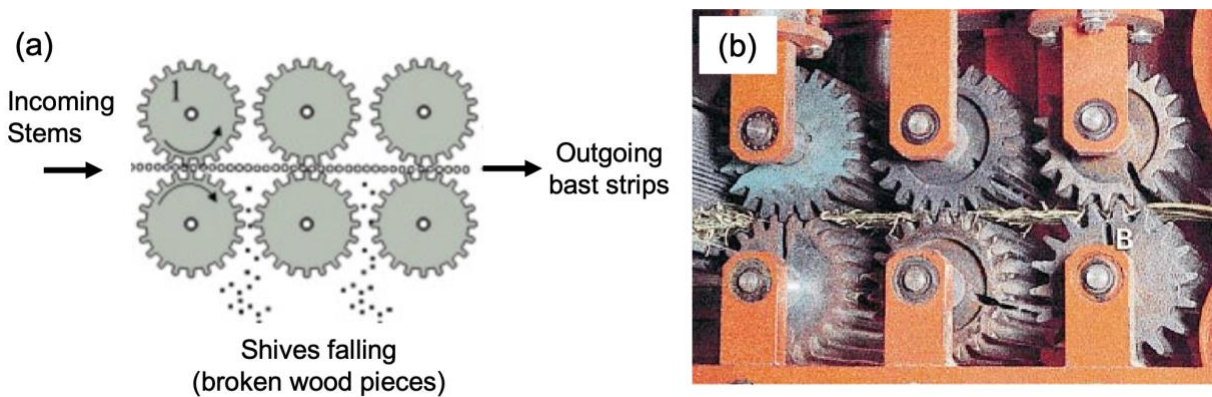 (a)
Incoming
Stems
1
Outgoing
bast strips
Shives falling
(broken wood pieces)
(b)
B